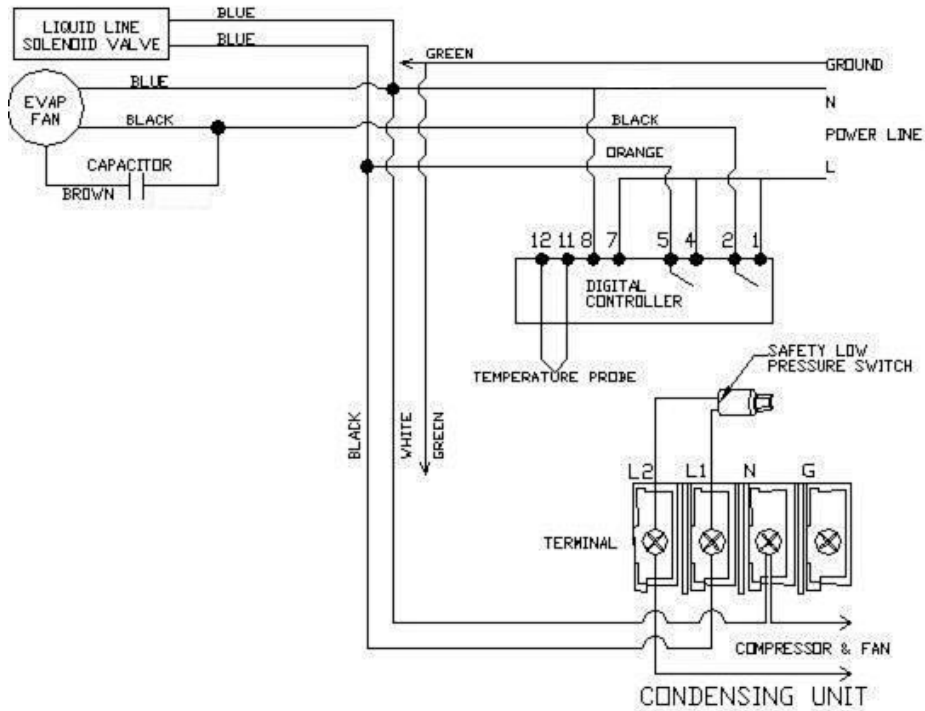 LIQUID LINE
SOLENOID VALVE
BLUE
BLUE
GREEN
GROUND
BLUE
EVAP
FAN
N
BLACK
BLACK
POWER LINE
CAPACITOR
ORANGE
L
BROWN
12 11 8 7 5 4 2 1
DIGITAL
CONTROLLER
TEMPERATURE PROBE
SAFETY LOW
PRESSURE SWITCH
BLACK
WHITE
GREEN
L2 L1 N G
TERMINAL
COMPRESSOR & FAN
CONDENSING UNIT